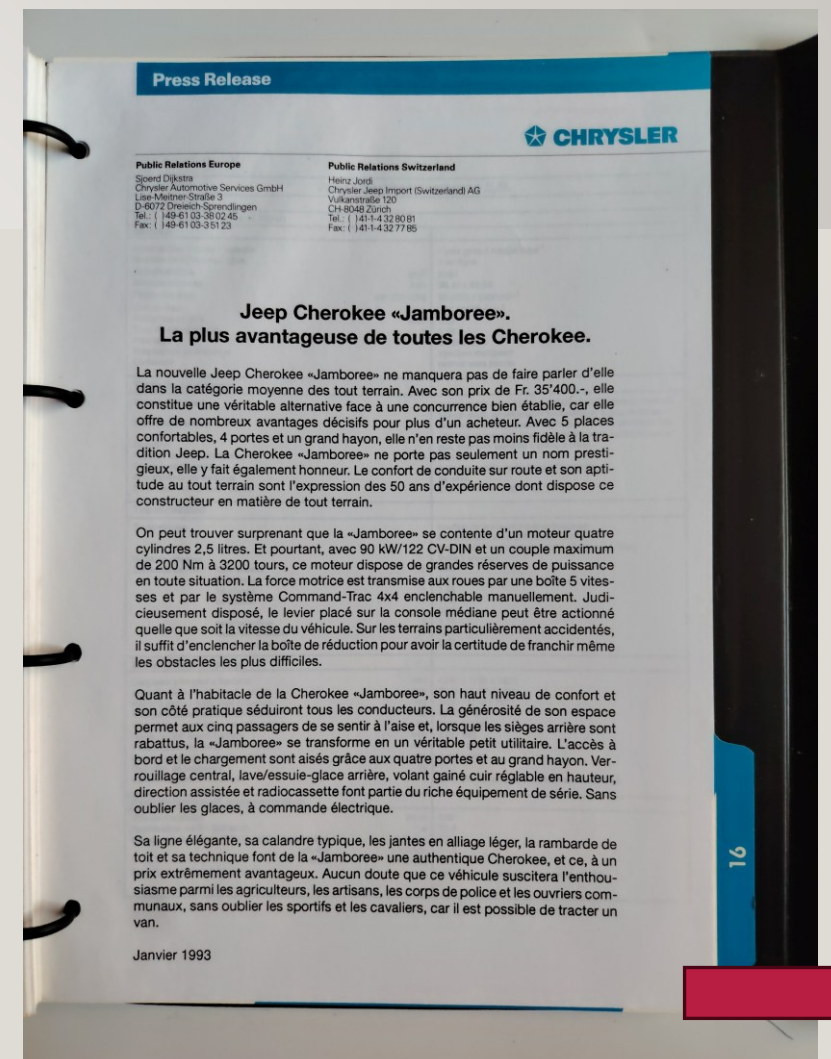 Press Release
CHRYSLER
Public Relations Europe
Sjoerd Dijkstra
Chrysler Automotive Services GmbH
Lise-Meitner-Straße 3
D-6072 Dreieich-Sprendlingen
Tel.: ( )49-61 03-38 02 45
Fax: ( )49-61 03-3 51 23
Public Relations Switzerland
Heinz Jordi
Chrysler Jeep Import (Switzerland) AG
Vulkanstraße 120
CH-8048 Zürich
Tel.: ( )41-1-4 32 80 81
Fax: ( )41-1-4 32 77 85
Jeep Cherokee «Jamboree».
La plus avantageuse de toutes les Cherokee.
La nouvelle Jeep Cherokee «Jamboree» ne manquera pas de faire parler d'elle
dans la catégorie moyenne des tout terrain. Avec son prix de Fr. 35'400.-, elle
constitue une véritable alternative face à une concurrence bien établie, car elle
offre de nombreux avantages décisifs pour plus d'un acheteur. Avec 5 places
confortables, 4 portes et un grand hayon, elle n'en reste pas moins fidèle à la tra-
dition Jeep. La Cherokee «Jamboree» ne porte pas seulement un nom presti-
gieux, elle y fait également honneur. Le confort de conduite sur route et son apti-
tude au tout terrain sont l'expression des 50 ans d'expérience dont dispose ce
constructeur en matière de tout terrain.
On peut trouver surprenant que la «Jamboree» se contente d'un moteur quatre
cylindres 2,5 litres. Et pourtant, avec 90 kW/122 CV-DIN et un couple maximum
de 200 Nm à 3200 tours, ce moteur dispose de grandes réserves de puissance
en toute situation. La force motrice est transmise aux roues par une boîte 5 vites-
ses et par le système Command-Trac 4x4 enclenchable manuellement. Judi-
cieusement disposé, le levier placé sur la console médiane peut être actionné
quelle que soit la vitesse du véhicule. Sur les terrains particulièrement accidentés,
il suffit d'enclencher la boîte de réduction pour avoir la certitude de franchir même
les obstacles les plus difficiles.
Quant à l'habitacle de la Cherokee «Jamboree», son haut niveau de confort et
son côté pratique séduiront tous les conducteurs. La générosité de son espace
permet aux cinq passagers de se sentir à l'aise et, lorsque les sièges arrière sont
rabattus, la «Jamboree» se transforme en un véritable petit utilitaire. L'accès à
bord et le chargement sont aisés grâce aux quatre portes et au grand hayon. Ver-
rouillage central, lave/essuie-glace arrière, volant gainé cuir réglable en hauteur,
direction assistée et radiocassette font partie du riche équipement de série. Sans
oublier les glaces, à commande électrique.
Sa ligne élégante, sa calandre typique, les jantes en alliage léger, la rambarde de
toit et sa technique font de la «Jamboree» une authentique Cherokee, et ce, à un
prix extrêmement avantageux. Aucun doute que ce véhicule suscitera l'enthou-
siasme parmi les agriculteurs, les artisans, les corps de police et les ouvriers com-
munaux, sans oublier les sportifs et les cavaliers, car il est possible de tracter un
van.
Janvier 1993
16